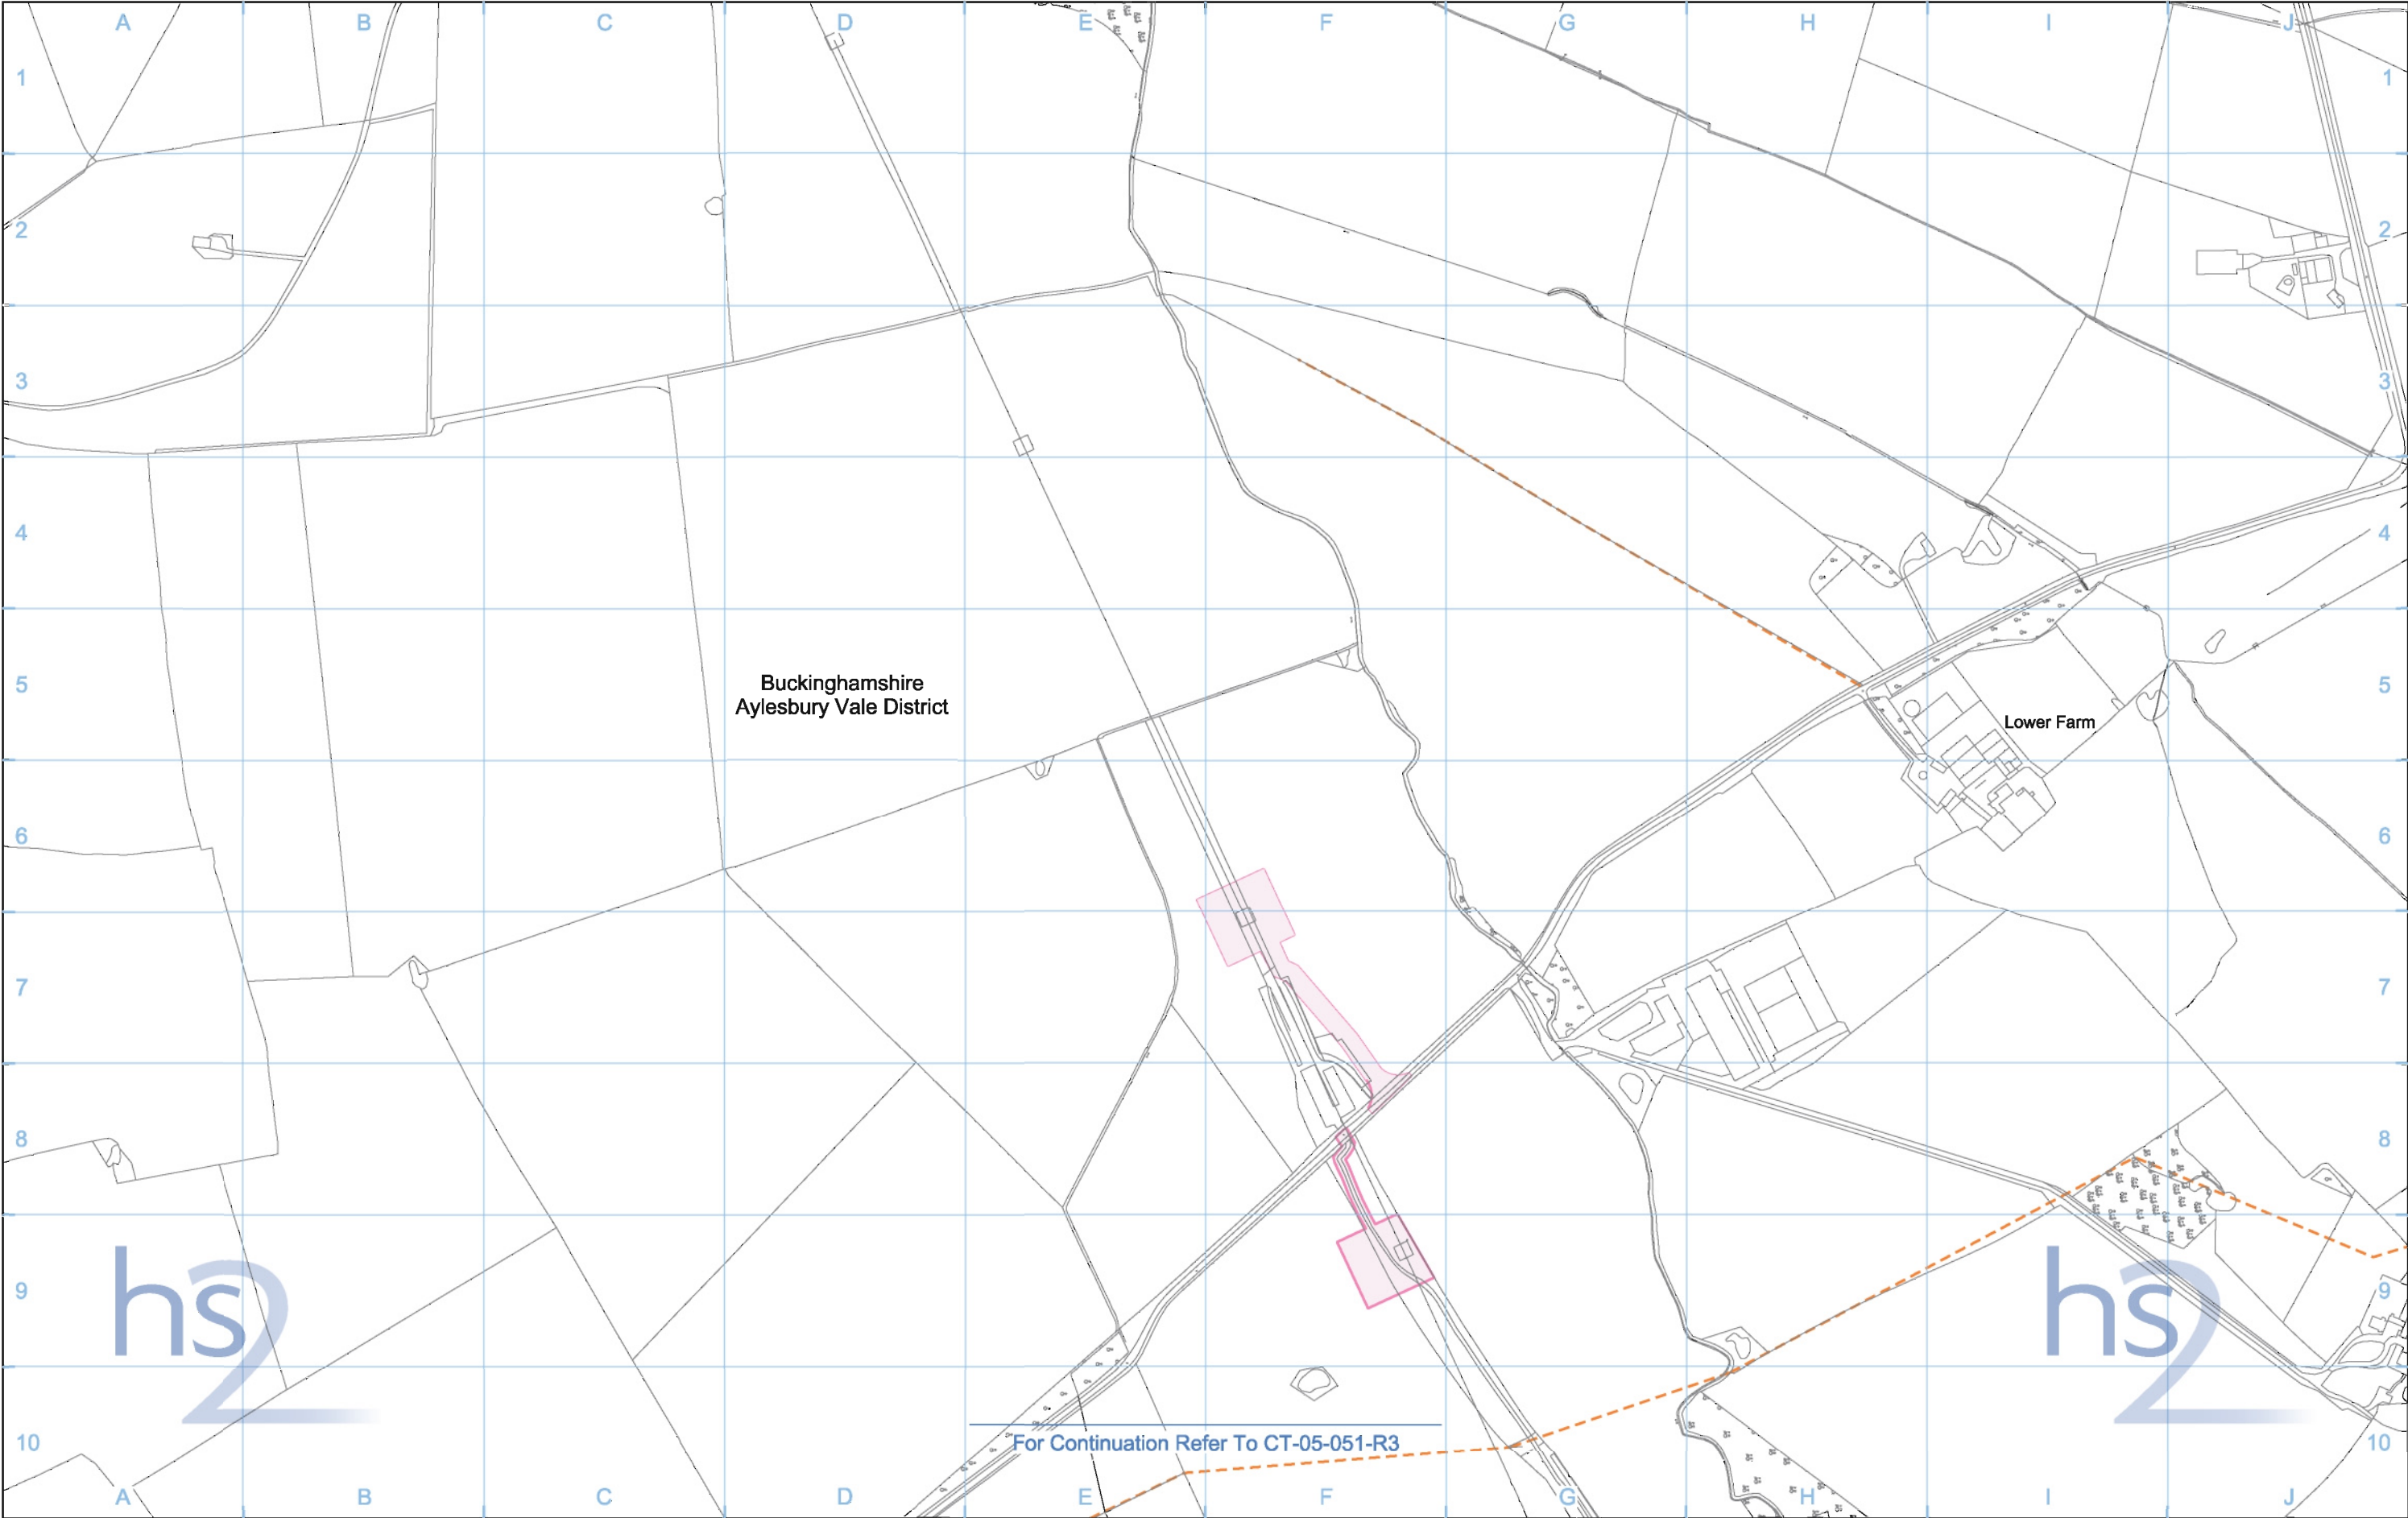 A B C D E F G H I J
1 1
2 2
3 3
4 4
5 5
6 6
7 7
8 8
9 9
10 10
Buckinghamshire
Aylesbury Vale District
Lower Farm
hs2 hs2
For Continuation Refer To CT-05-051-R3
A B C D E F G H I J